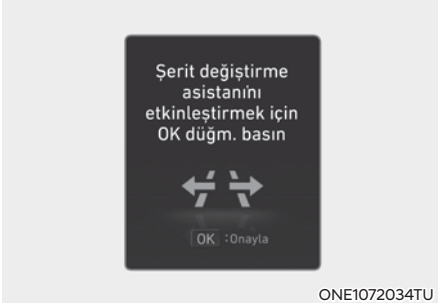 Şerit değiştirme
asistanını
etkinleştirmek için
OK düğm. basın
OK :Onayla
ONE1072034TU